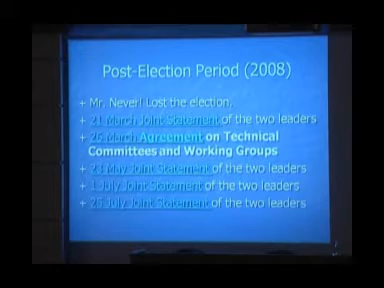 Post-Election Period (2008)
+ Mr. Never! Lost the election.
+ 21 March Joint Statement of the two leaders
+ 26 March Agreement on Technical
Committees and Working Groups
+ 23 May Joint Statement of the two leaders
+ 1 July Joint Statement of the two leaders
+ 25 July Joint Statement of the two leaders